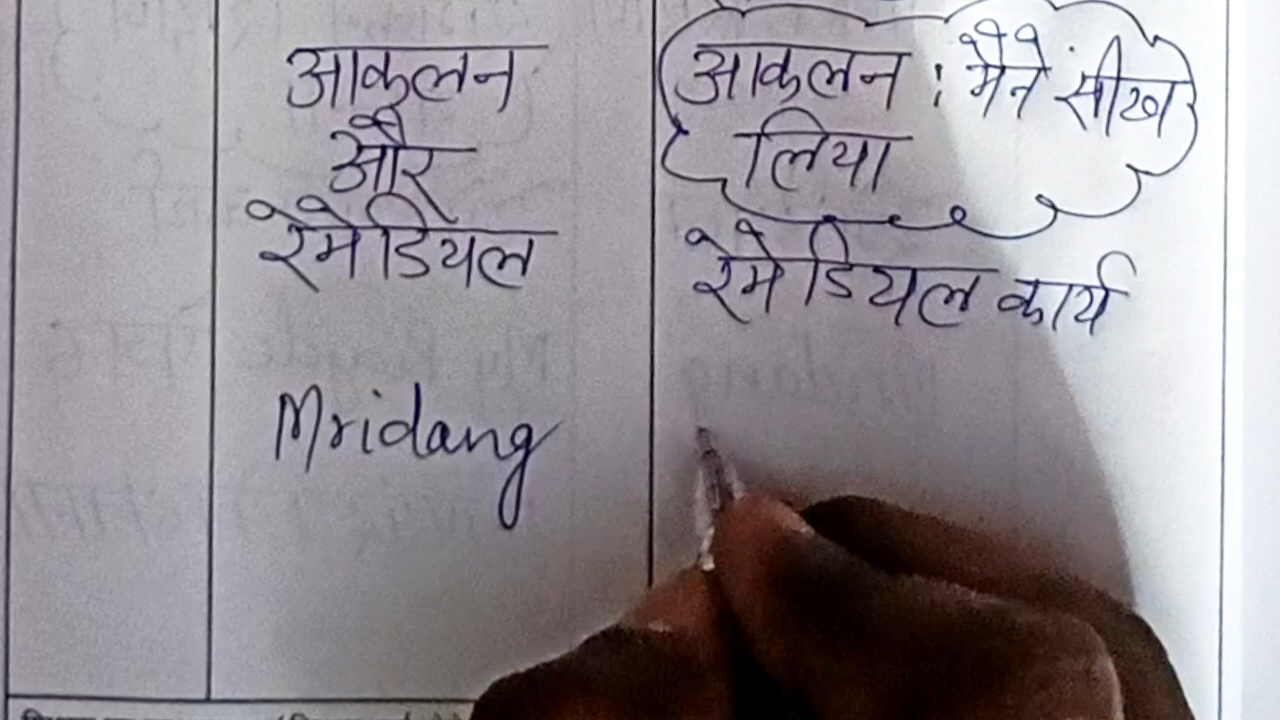 आकलन
और
रेमेडियल
Mridang
आकलन : मैने सीख
लिया
रेमेडियल कार्य